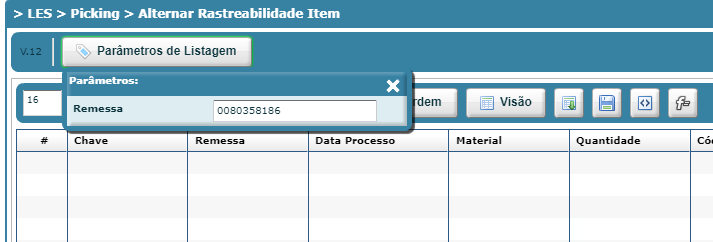 > LES > Picking > Alternar Rastreabilidade Item
V.12 Parâmetros de Listagem
Parâmetros:
Remessa 0080358186
16 rdem Visão
# Chave Remessa Data Processo Material Quantidade Có